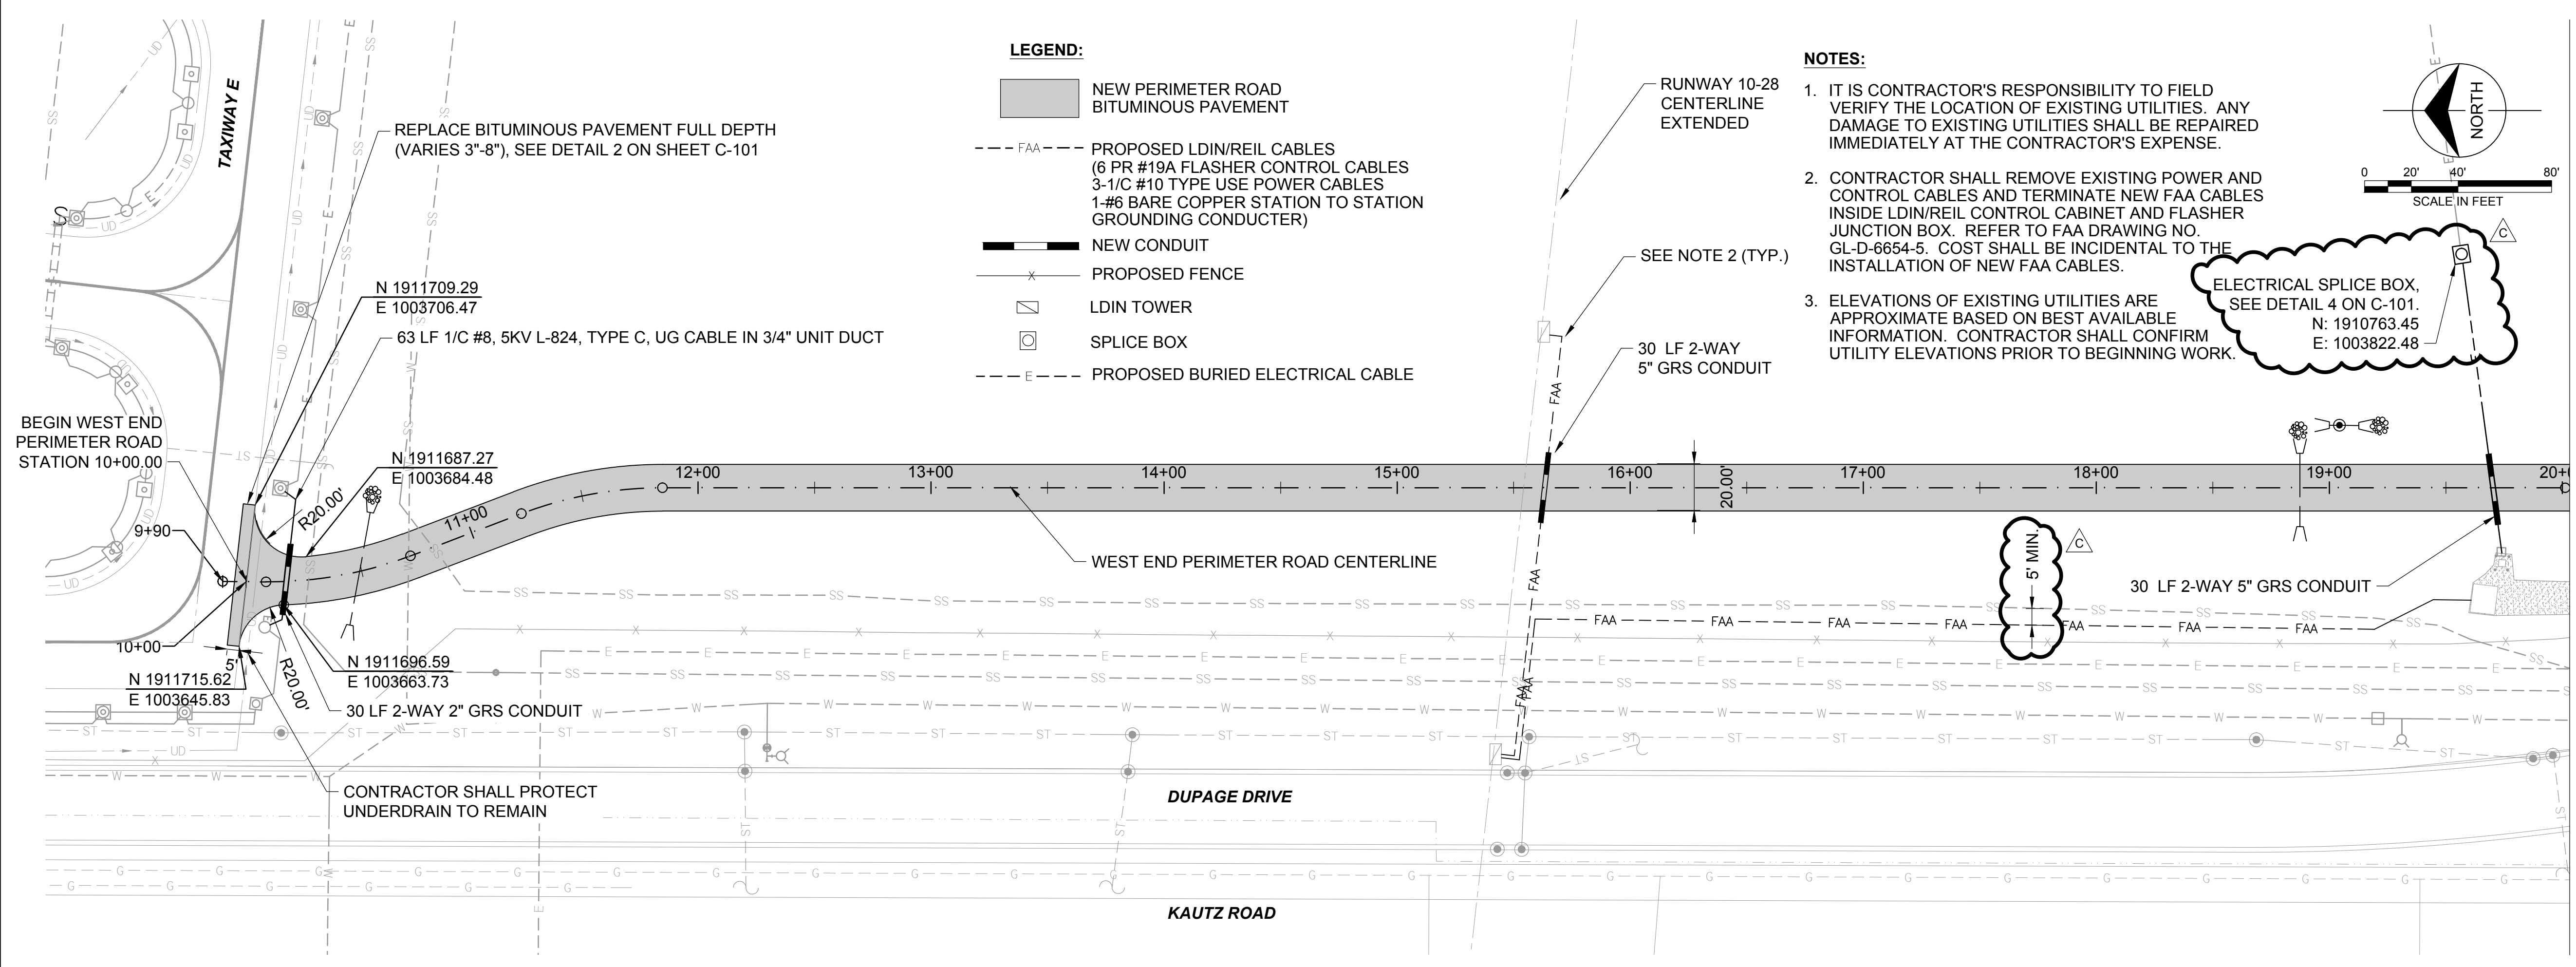 LEGEND:
NEW PERIMETER ROAD
BITUMINOUS PAVEMENT
FAA
PROPOSED LDIN/REIL CABLES
(6 PR #19A FLASHER CONTROL CABLES
3-1/C #10 TYPE USE POWER CABLES
1-#6 BARE COPPER STATION TO STATION
GROUNDING CONDUCTER)
NEW CONDUIT
X
PROPOSED FENCE
LDIN TOWER
SPLICE BOX
E
PROPOSED BURIED ELECTRICAL CABLE
NOTES:
1. IT IS CONTRACTOR'S RESPONSIBILITY TO FIELD
VERIFY THE LOCATION OF EXISTING UTILITIES. ANY
DAMAGE TO EXISTING UTILITIES SHALL BE REPAIRED
IMMEDIATELY AT THE CONTRACTOR'S EXPENSE.
2. CONTRACTOR SHALL REMOVE EXISTING POWER AND
CONTROL CABLES AND TERMINATE NEW FAA CABLES
INSIDE LDIN/REIL CONTROL CABINET AND FLASHER
JUNCTION BOX. REFER TO FAA DRAWING NO.
GL-D-6654-5. COST SHALL BE INCIDENTAL TO THE
INSTALLATION OF NEW FAA CABLES.
3. ELEVATIONS OF EXISTING UTILITIES ARE
APPROXIMATE BASED ON BEST AVAILABLE
INFORMATION. CONTRACTOR SHALL CONFIRM
UTILITY ELEVATIONS PRIOR TO BEGINNING WORK.
NORTH
0 20' 40' 80'
SCALE IN FEET
C
ELECTRICAL SPLICE BOX,
SEE DETAIL 4 ON C-101.
N: 1910763.45
E: 1003822.48
RUNWAY 10-28
CENTERLINE
EXTENDED
SEE NOTE 2 (TYP.)
30 LF 2-WAY
5" GRS CONDUIT
TAXIWAY E
REPLACE BITUMINOUS PAVEMENT FULL DEPTH
(VARIES 3"-8"), SEE DETAIL 2 ON SHEET C-101
N 1911709.29
E 1003706.47
63 LF 1/C #8, 5KV L-824, TYPE C, UG CABLE IN 3/4" UNIT DUCT
BEGIN WEST END
PERIMETER ROAD
STATION 10+00.00
N 1911687.27
E 1003684.48
R20.00'
9+90
11+00
12+00
13+00
14+00
15+00
16+00
17+00
18+00
19+00
20.00'
WEST END PERIMETER ROAD CENTERLINE
5' MIN.
C
30 LF 2-WAY 5" GRS CONDUIT
10+00
5'
R20.00'
N 1911715.62
E 1003645.83
N 1911696.59
E 1003663.73
30 LF 2-WAY 2" GRS CONDUIT
CONTRACTOR SHALL PROTECT
UNDERDRAIN TO REMAIN
DUPAGE DRIVE
KAUTZ ROAD